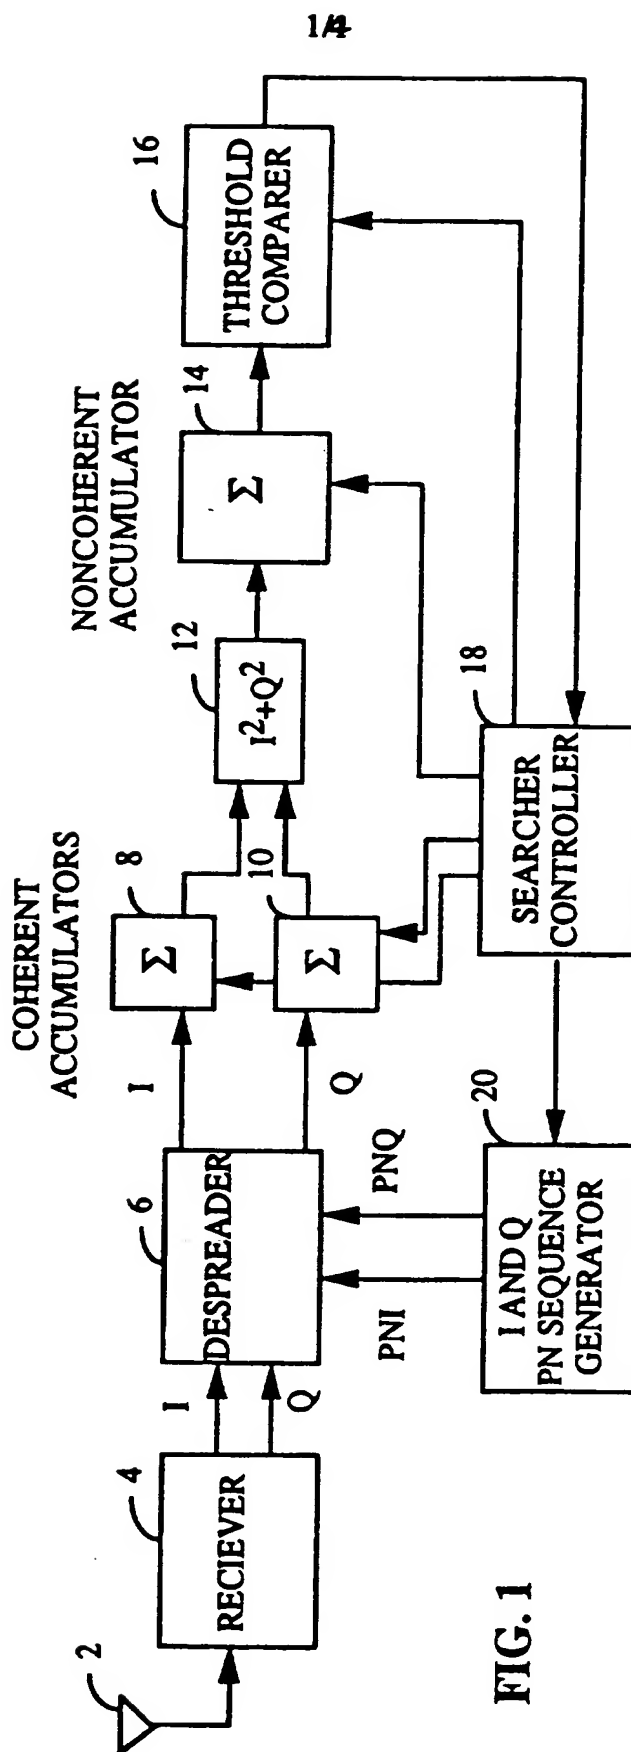 1/4
COHERENT
ACCUMULATORS
NONCOHERENT
ACCUMULATOR
2
4
RECIEVER
I
Q
6
DESPREADER
I
Q
PNI
PNQ
8
Σ
10
Σ
12
I²+Q²
14
Σ
16
THRESHOLD
COMPARER
18
SEARCHER
CONTROLLER
20
I AND Q
PN SEQUENCE
GENERATOR
FIG. 1